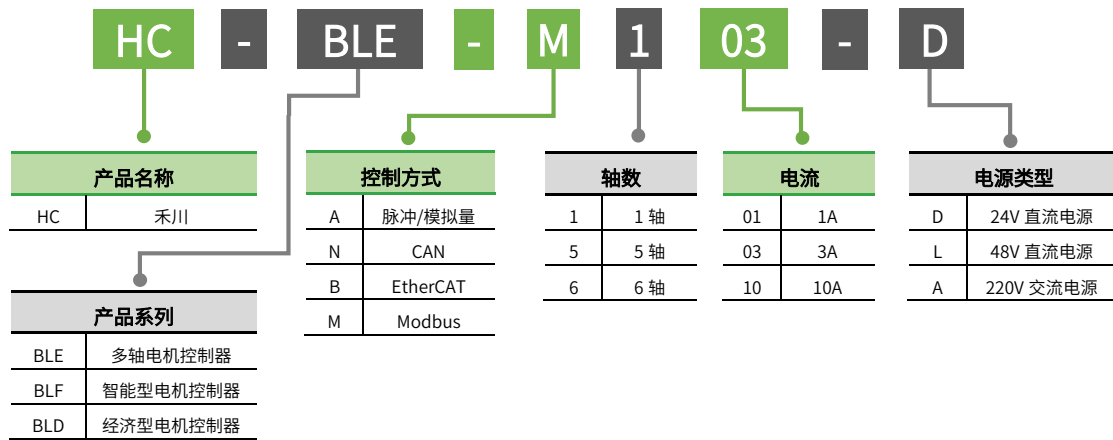 HC - BLE - M 1 03 - D
产品名称
HC 禾川
产品系列
BLE 多轴电机控制器
BLF 智能型电机控制器
BLD 经济型电机控制器
控制方式
A 脉冲/模拟量
N CAN
B EtherCAT
M Modbus
轴数
1 1 轴
5 5 轴
6 6 轴
电流
01 1A
03 3A
10 10A
电源类型
D 24V 直流电源
L 48V 直流电源
A 220V 交流电源